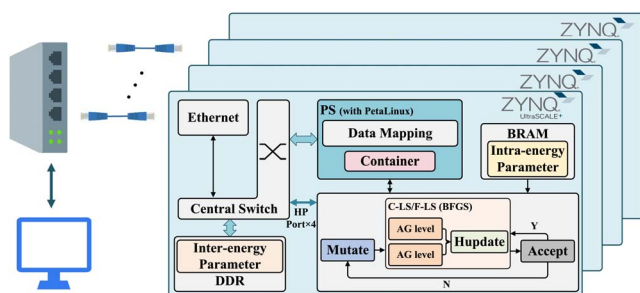 ZYNQ
ZYNQ
ZYNQ
ZYNQ
UltraSCALE+
Ethernet
PS (with PetaLinux)
Data Mapping
Container
BRAM
Intra-energy
Parameter
Central Switch
HP
Port×4
C-LS/F-LS (BFGS)
AG level
AG level
Hupdate
Mutate
Accept
Y
N
Inter-energy
Parameter
DDR